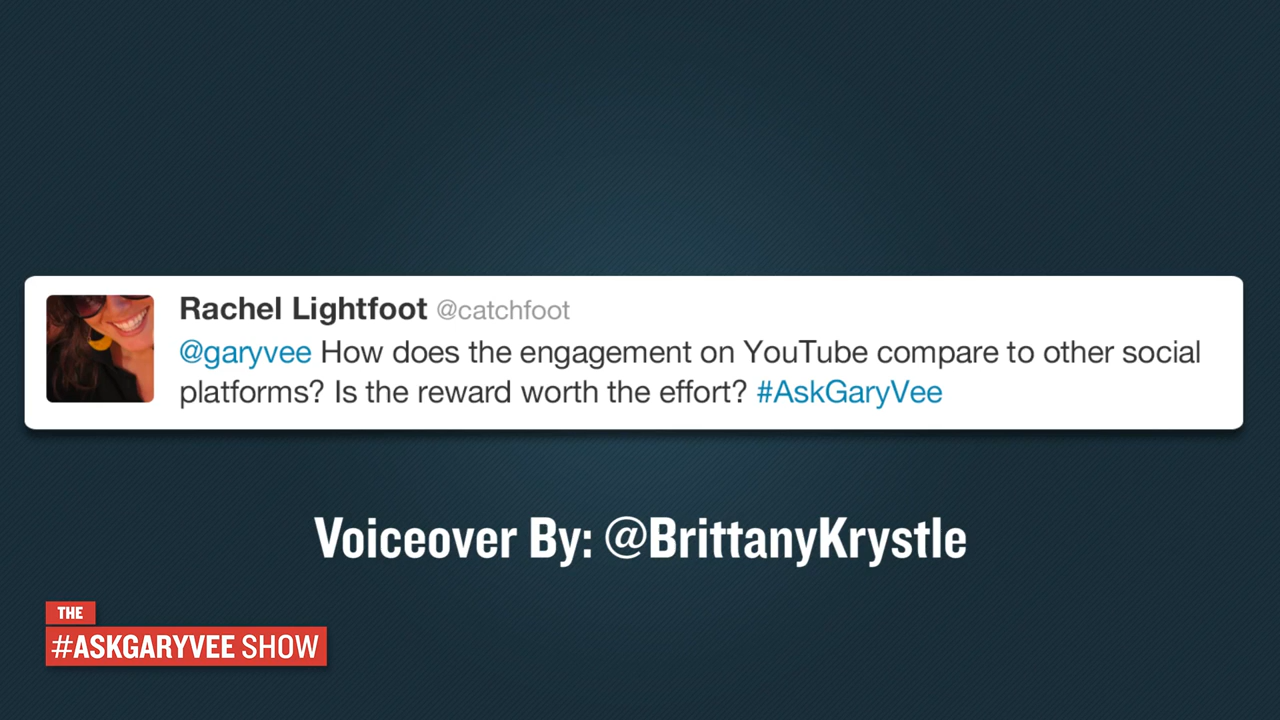 Rachel Lightfoot @catchfoot
@garyvee How does the engagement on YouTube compare to other social
platforms? Is the reward worth the effort? #AskGaryVee
Voiceover By: @BrittanyKrystle
THE
#ASKGARYVEE SHOW